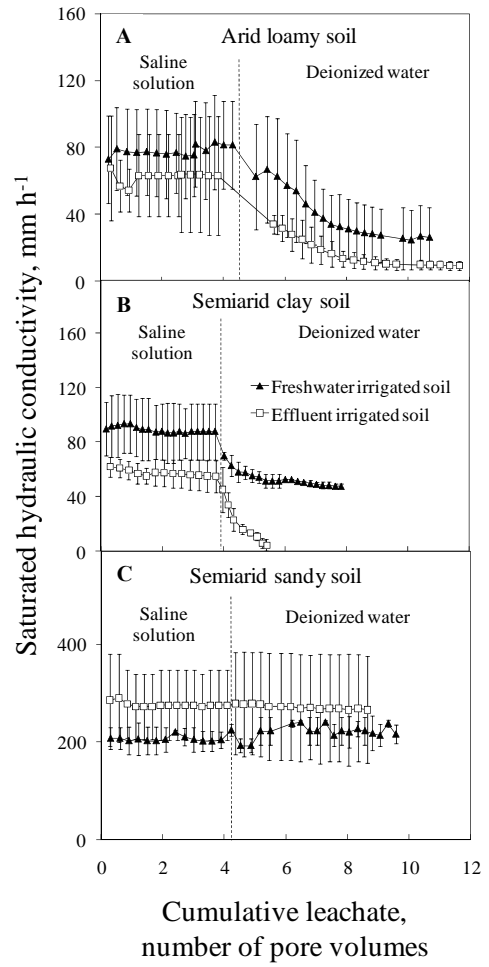 160
A
Arid loamy soil
Saline
solution
Deionized water
120
80
40
0
B
Semiarid clay soil
160
Saline
solution
Deionized water
120
Freshwater irrigated soil
Effluent irrigated soil
80
40
0
C
Semiarid sandy soil
Saline
solution
Deionized water
400
200
0
0 2 4 6 8 10 12
Saturated hydraulic conductivity, mm h-1
Cumulative leachate,
number of pore volumes